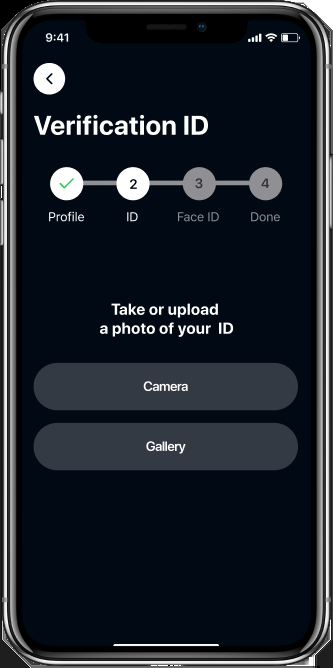 9:41
Verification ID
2
3
4
Profile
ID
Face ID
Done
Take or upload
a photo of your ID
Camera
Gallery